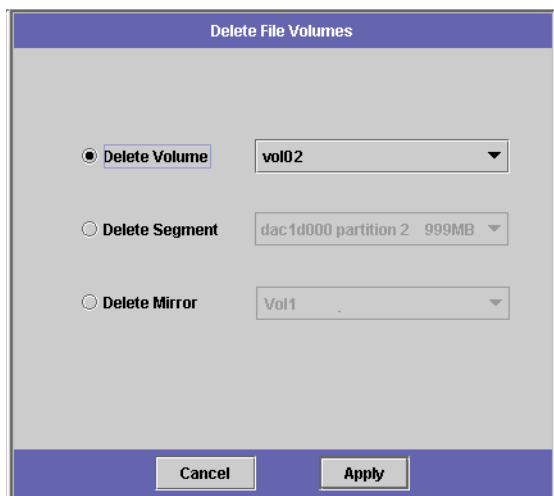 Delete File Volumes
Delete Volume vol02
Delete Segment dac1d000 partition 2 999MB
Delete Mirror Vol1
Cancel Apply